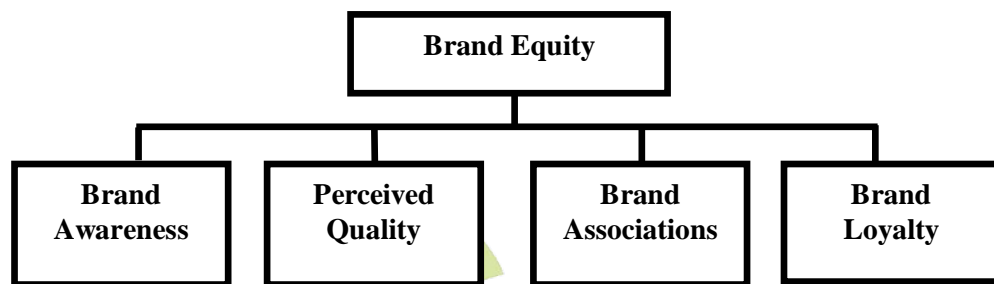 Brand Equity
Brand
Awareness
Perceived
Quality
Brand
Associations
Brand
Loyalty